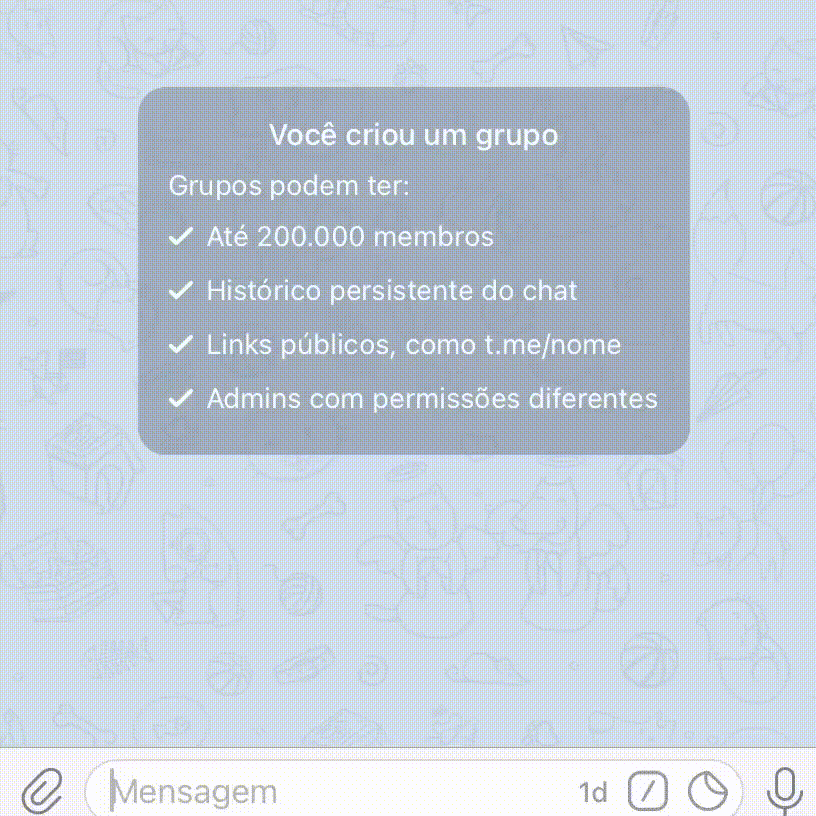 Você criou um grupo
Grupos podem ter:
Até 200.000 membros
Histórico persistente do chat
Links públicos, como t.me/nome
Admins com permissões diferentes
Mensagem 1d